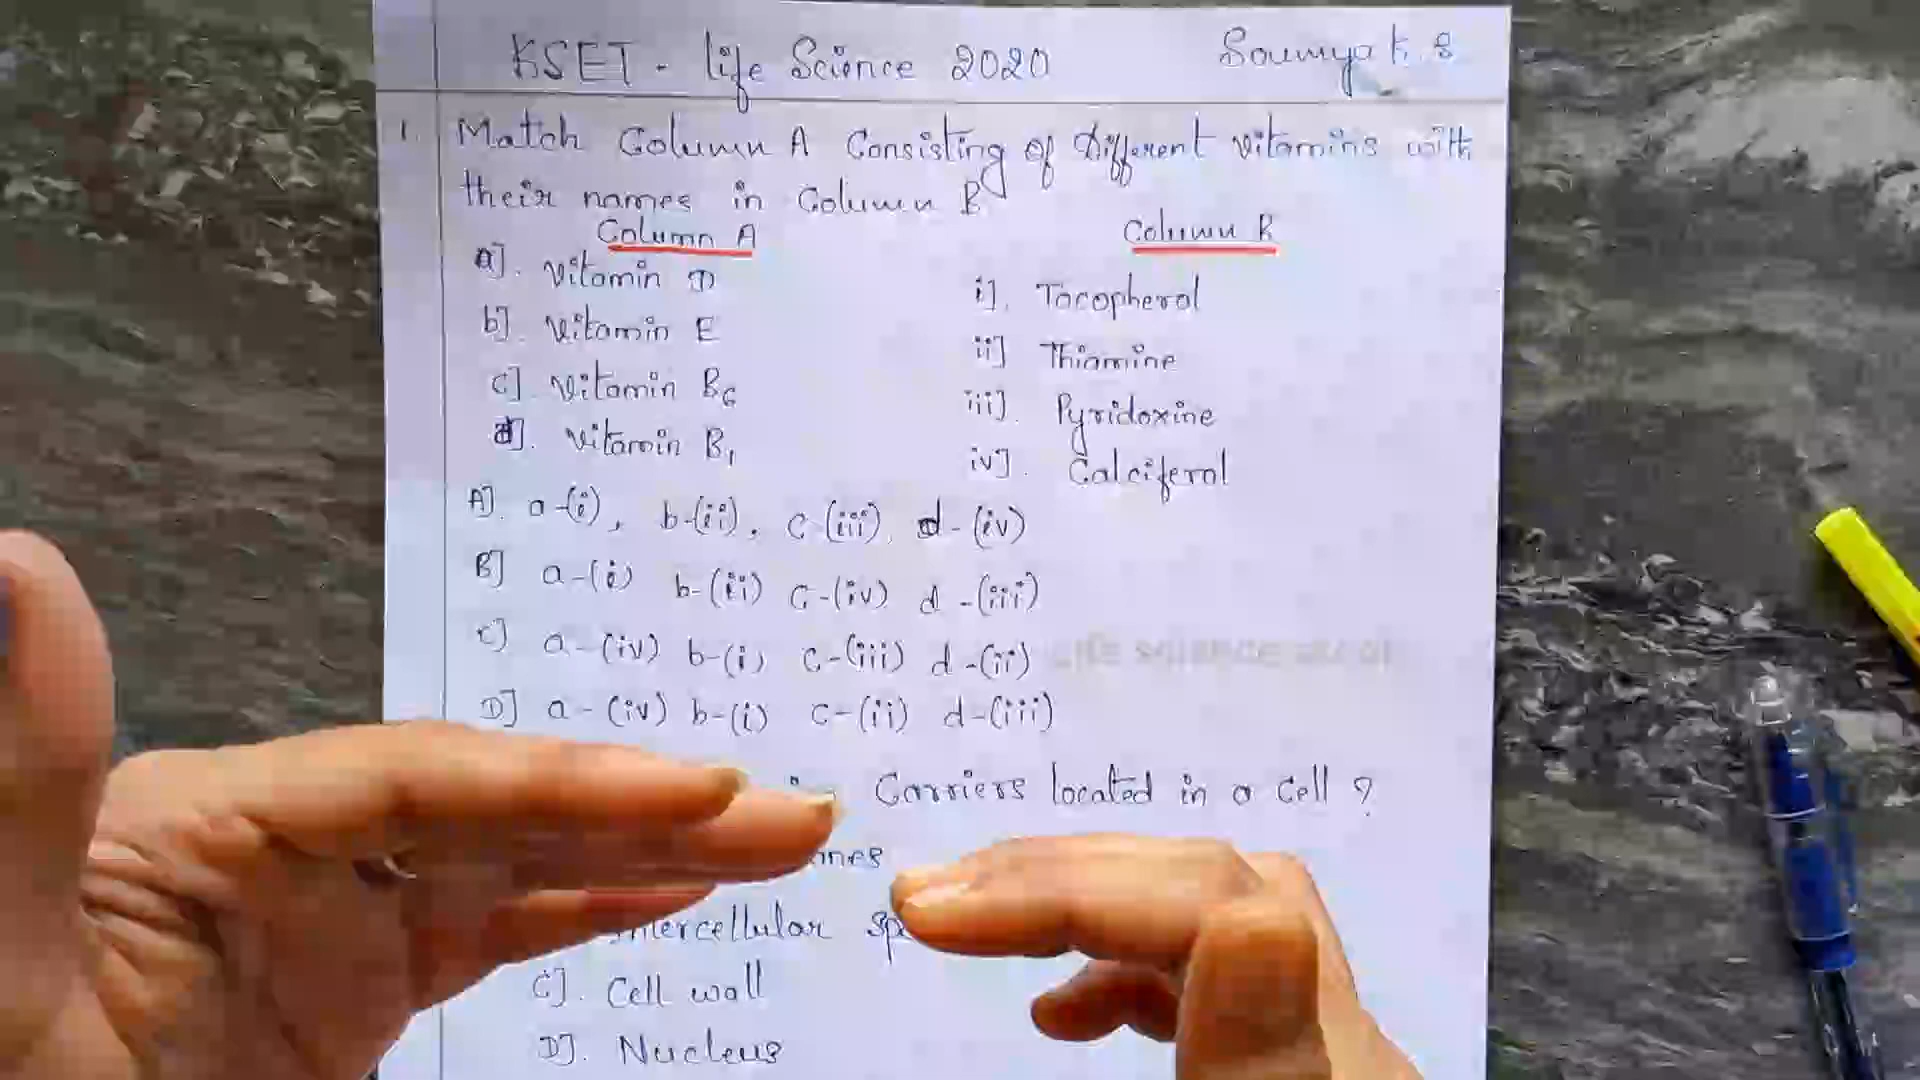 KSET - life Science 2020 Soumya k. s
1. Match Column A Consisting of Different vitamins with
their names in Column B
Column A Column B
a]. Vitamin D
i]. Tocopherol
b]. Vitamin E
ii] Thiamine
c]. Vitamin B6
iii]. Pyridoxine
d]. Vitamin B1
iv]. Calciferol
A]. a-(i), b-(ii), c-(iii), d-(iv)
B] a-(i) b-(ii) c-(iv) d-(iii)
C] a-(iv) b-(i) c-(iii) d-(ii)
D] a-(iv) b-(i) c-(ii) d-(iii)
Carriers located in a Cell ?
C]. Cell wall
D]. Nucleus